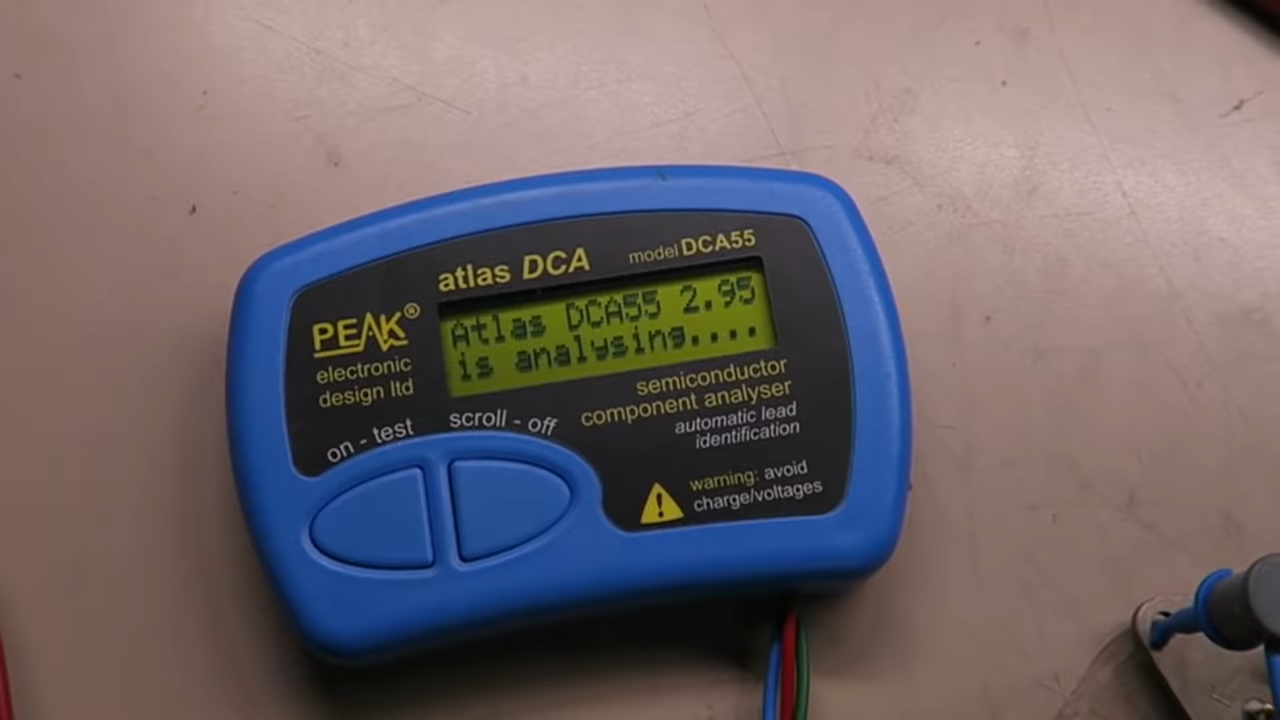 atlas DCA
model DCA55
Atlas DCA55 2.95
is analysing....
PEAK®
electronic
design ltd
semiconductor
component analyser
automatic lead
identification
on - test
scroll - off
warning: avoid
charge/voltages